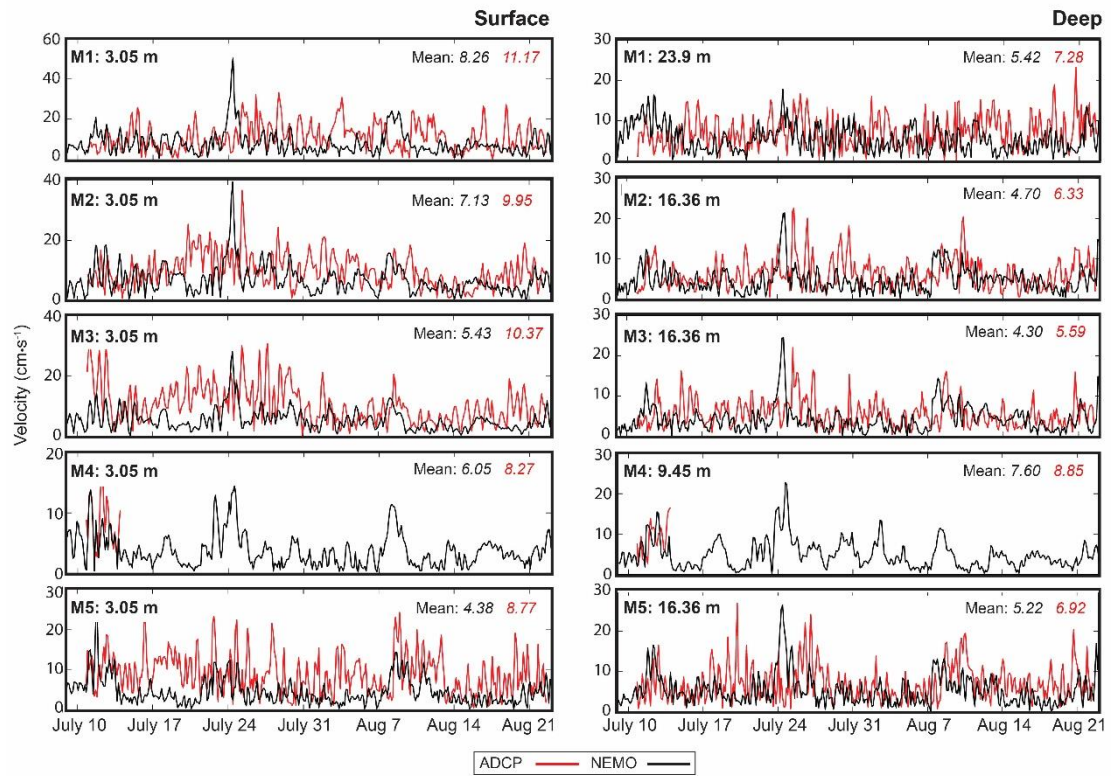 Surface
Deep
60
40
20
0
M1: 3.05 m
Mean: 8.26 11.17
30
20
10
0
M1: 23.9 m
Mean: 5.42 7.28
40
20
0
M2: 3.05 m
Mean: 7.13 9.95
30
20
10
0
M2: 16.36 m
Mean: 4.70 6.33
40
20
0
M3: 3.05 m
Mean: 5.43 10.37
30
20
10
0
M3: 16.36 m
Mean: 4.30 5.59
Velocity (cm·s⁻¹)
20
10
0
M4: 3.05 m
Mean: 6.05 8.27
30
20
10
0
M4: 9.45 m
Mean: 7.60 8.85
30
20
10
0
M5: 3.05 m
Mean: 4.38 8.77
30
20
10
0
M5: 16.36 m
Mean: 5.22 6.92
July 10 July 17 July 24 July 31 Aug 7 Aug 14 Aug 21
July 10 July 17 July 24 July 31 Aug 7 Aug 14 Aug 21
ADCP NEMO